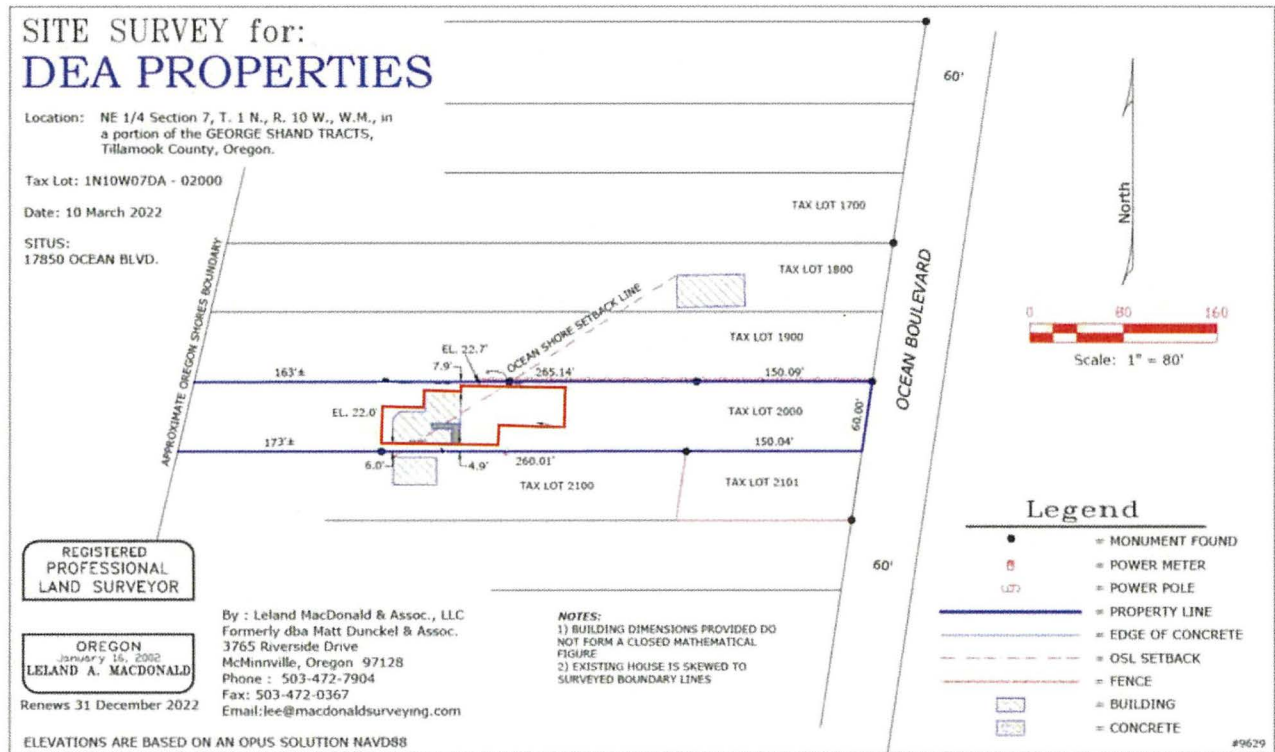 SITE SURVEY for:
DEA PROPERTIES
Location: NE 1/4 Section 7, T. 1 N., R. 10 W., W.M., in
a portion of the GEORGE SHAND TRACTS,
Tillamook County, Oregon.
Tax Lot: 1N10W07DA - 02000
Date: 10 March 2022
SITUS:
17850 OCEAN BLVD.
APPROXIMATE OREGON SHORES BOUNDARY
60'
TAX LOT 1700
TAX LOT 1800
OCEAN SHORE SETBACK LINE
TAX LOT 1900
EL. 22.7'
7.9'
163'±
265.14'
150.09'
EL. 22.0'
TAX LOT 2000
60.00'
173'±
150.04'
6.0'
4.9'
260.01'
TAX LOT 2100
TAX LOT 2101
OCEAN BOULEVARD
60'
North
0 80 160
Scale: 1" = 80'
Legend
= MONUMENT FOUND
= POWER METER
= POWER POLE
= PROPERTY LINE
= EDGE OF CONCRETE
= OSL SETBACK
= FENCE
= BUILDING
= CONCRETE
REGISTERED
PROFESSIONAL
LAND SURVEYOR
OREGON
January 16, 2002
LELAND A. MACDONALD
Renews 31 December 2022
By : Leland MacDonald & Assoc., LLC
Formerly dba Matt Dunckel & Assoc.
3765 Riverside Drive
McMinnville, Oregon 97128
Phone : 503-472-7904
Fax: 503-472-0367
Email:lee@macdonaldsurveying.com
NOTES:
1) BUILDING DIMENSIONS PROVIDED DO
NOT FORM A CLOSED MATHEMATICAL
FIGURE
2) EXISTING HOUSE IS SKEWED TO
SURVEYED BOUNDARY LINES
ELEVATIONS ARE BASED ON AN OPUS SOLUTION NAVD88
#9629